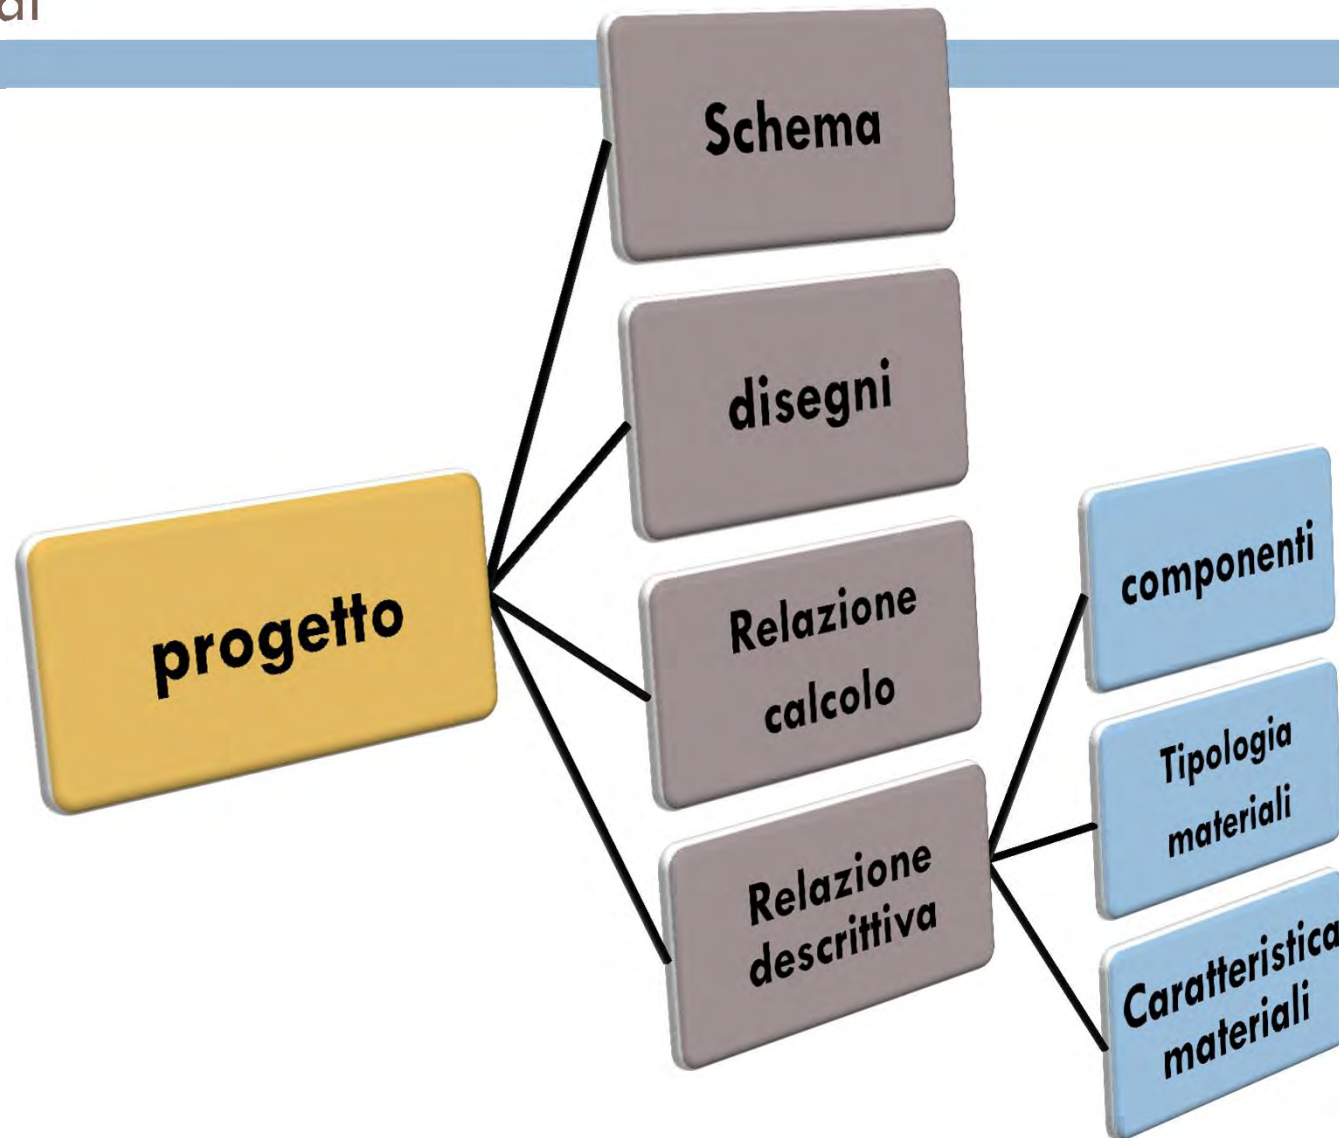 Schema
disegni
progetto
Relazione
calcolo
Relazione
descrittiva
componenti
Tipologia
materiali
Caratteristica
materiali